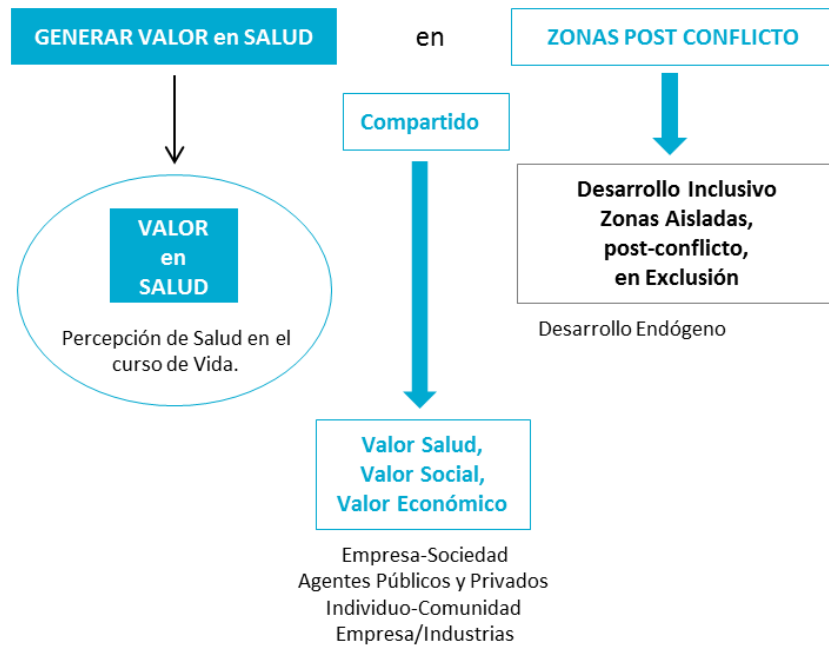 GENERAR VALOR en SALUD
en
ZONAS POST CONFLICTO
Compartido
VALOR
en
SALUD
Percepción de Salud en el
curso de Vida.
Desarrollo Inclusivo
Zonas Aisladas,
post-conflicto,
en Exclusión
Desarrollo Endógeno
Valor Salud,
Valor Social,
Valor Económico
Empresa-Sociedad
Agentes Públicos y Privados
Individuo-Comunidad
Empresa/Industrias